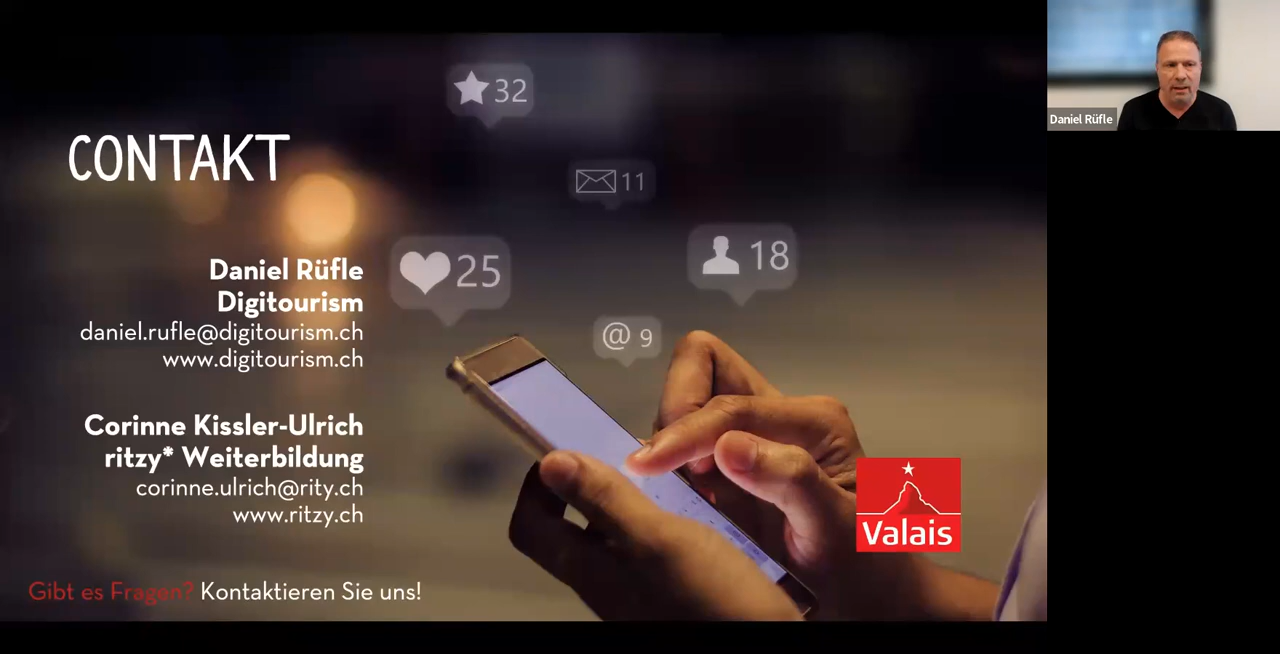 CONTAKT
Daniel Rüfle
Digitourism
daniel.rufle@digitourism.ch
www.digitourism.ch
Corinne Kissler-Ulrich
ritzy* Weiterbildung
corinne.ulrich@rity.ch
www.ritzy.ch
Gibt es Fragen? Kontaktieren Sie uns!
32
11
25
18
@ 9
Valais
Daniel Rüfle